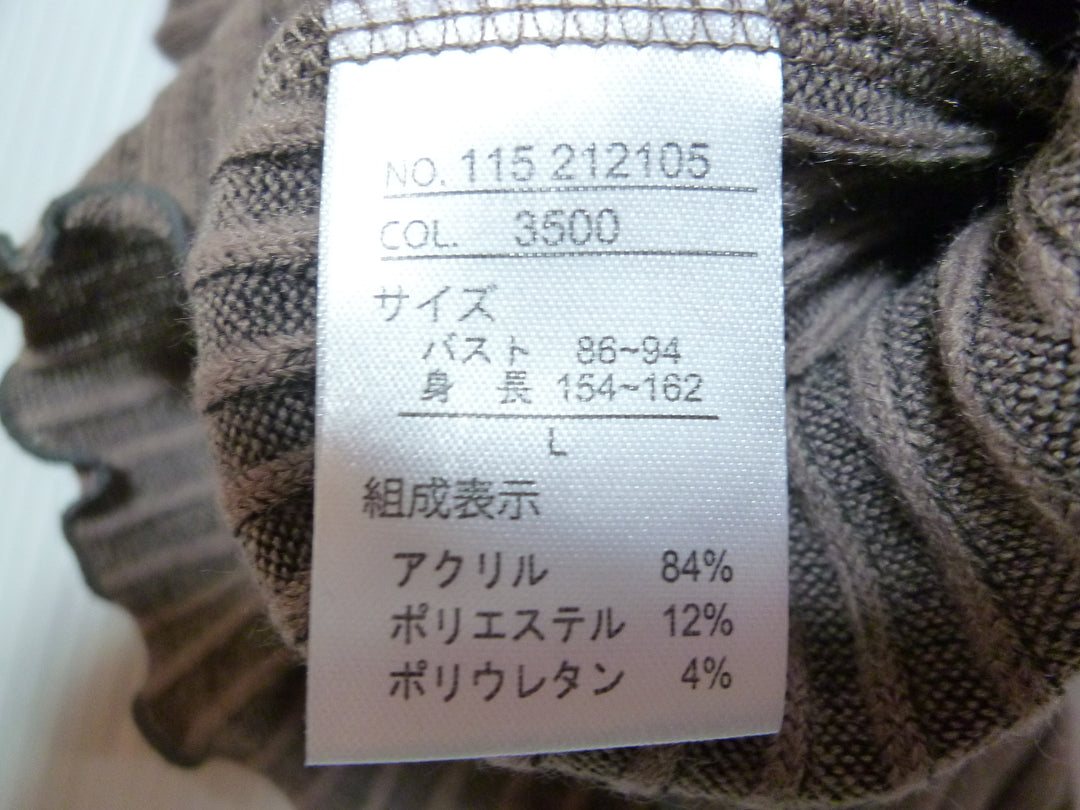 NO. 115 212105
COL. 3500
サイズ
バスト 86~94
身長 154~162
L
組成表示
アクリル 84%
ポリエステル 12%
ポリウレタン 4%